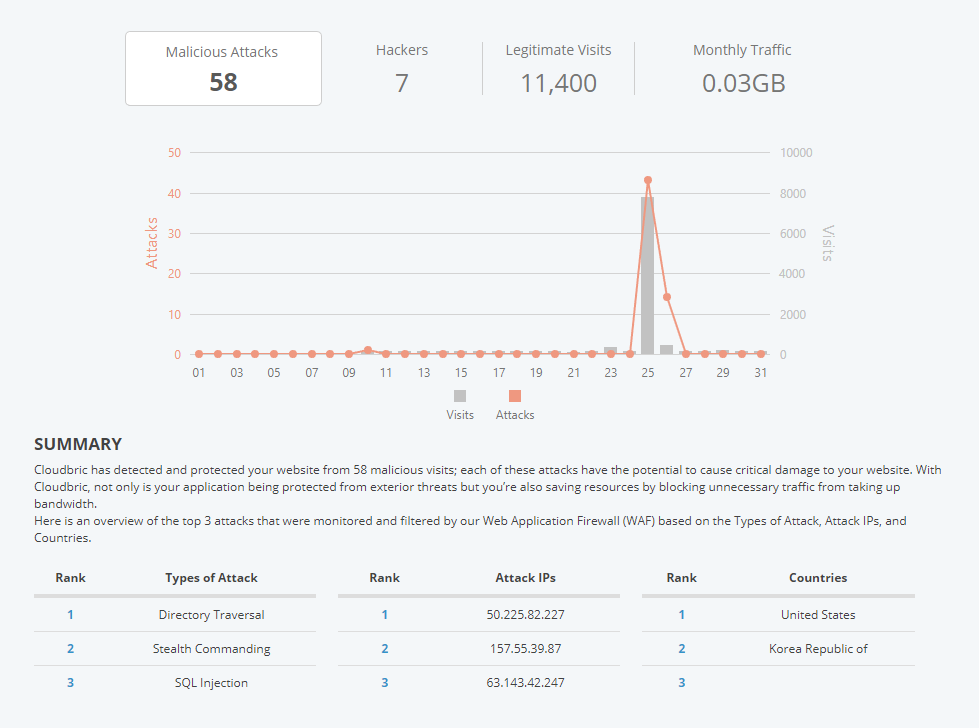 Malicious Attacks
58
Hackers
7
Legitimate Visits
11,400
Monthly Traffic
0.03GB
50
40
30
20
10
0
Attacks
10000
8000
6000
4000
2000
0
Visits
01 03 05 07 09 11 13 15 17 19 21 23 25 27 29 31
Visits Attacks
SUMMARY
Cloudbric has detected and protected your website from 58 malicious visits; each of these attacks have the potential to cause critical damage to your website. With
Cloudbric, not only is your application being protected from exterior threats but you’re also saving resources by blocking unnecessary traffic from taking up
bandwidth.
Here is an overview of the top 3 attacks that were monitored and filtered by our Web Application Firewall (WAF) based on the Types of Attack, Attack IPs, and
Countries.
Rank Types of Attack
1 Directory Traversal
2 Stealth Commanding
3 SQL Injection
Rank Attack IPs
1 50.225.82.227
2 157.55.39.87
3 63.143.42.247
Rank Countries
1 United States
2 Korea Republic of
3